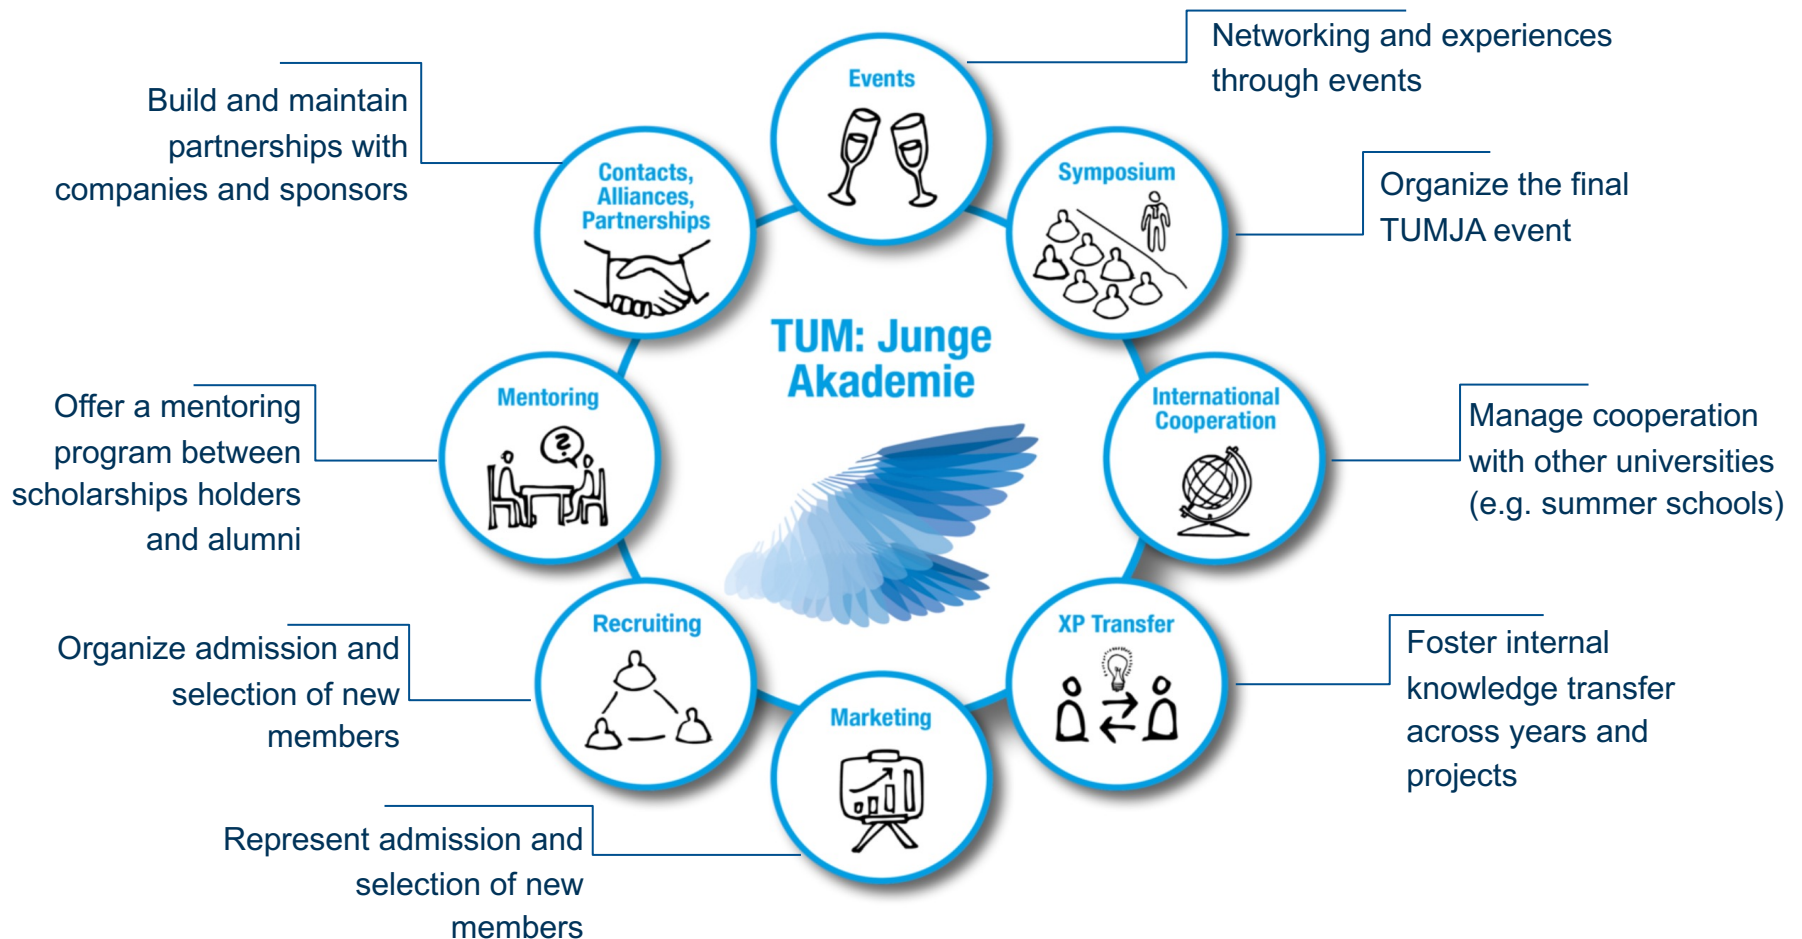 Events
Networking and experiences
through events
Build and maintain
partnerships with
companies and sponsors
Contacts,
Alliances,
Partnerships
Symposium
Organize the final
TUMJA event
TUM: Junge
Akademie
Offer a mentoring
program between
scholarships holders
and alumni
Mentoring
?
International
Cooperation
Manage cooperation
with other universities
(e.g. summer schools)
Organize admission and
selection of new
members
Recruiting
XP Transfer
Foster internal
knowledge transfer
across years and
projects
Marketing
Represent admission and
selection of new
members